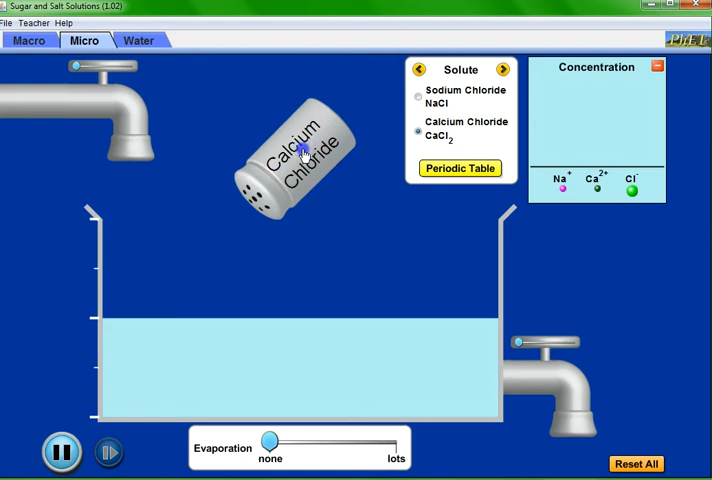 Sugar and Salt Solutions (1.02)
File Teacher Help
Macro Micro Water
PhET
Calcium
Chloride
Solute
Sodium Chloride
NaCl
Calcium Chloride
CaCl2
Periodic Table
Concentration
Na+ Ca2+ Cl-
Evaporation
none lots
Reset All